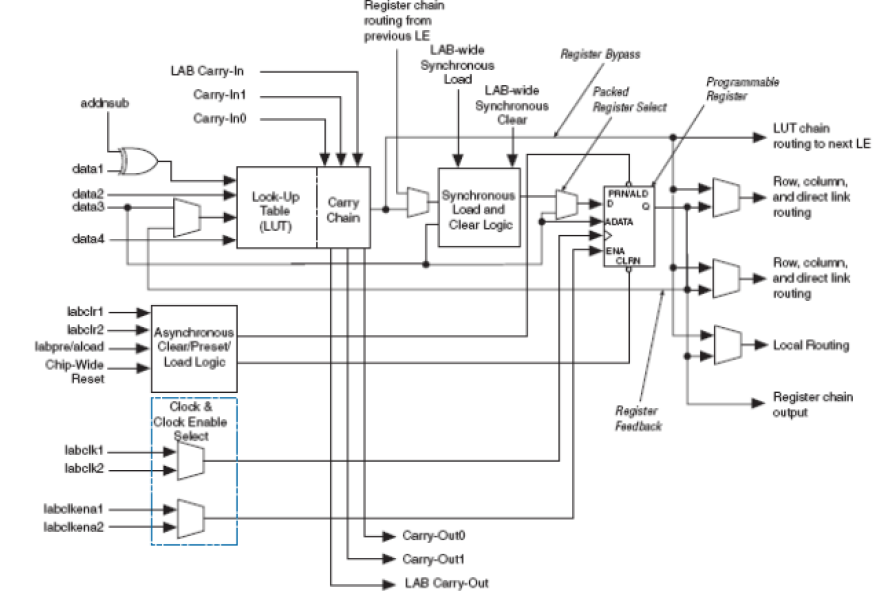 Register chain
routing from
previous LE
LAB-wide
Synchronous
Load
Register Bypass
LAB Carry-In
Carry-In1
Carry-In0
LAB-wide
Synchronous
Clear
Packed
Register Select
Programmable
Register
addnsub
LUT chain
routing to next LE
data1
data2
data3
data4
Look-Up
Table
(LUT)
Carry
Chain
Synchronous
Load and
Clear Logic
PRN/ALD
D
Q
ADATA
ENA
CLRN
Row, column,
and direct link
routing
Row, column,
and direct link
routing
labclr1
labclr2
labpre/aload
Chip-Wide
Reset
Asynchronous
Clear/Preset/
Load Logic
Local Routing
Register chain
output
Register
Feedback
Clock &
Clock Enable
Select
labclk1
labclk2
labclkena1
labclkena2
Carry-Out0
Carry-Out1
LAB Carry-Out